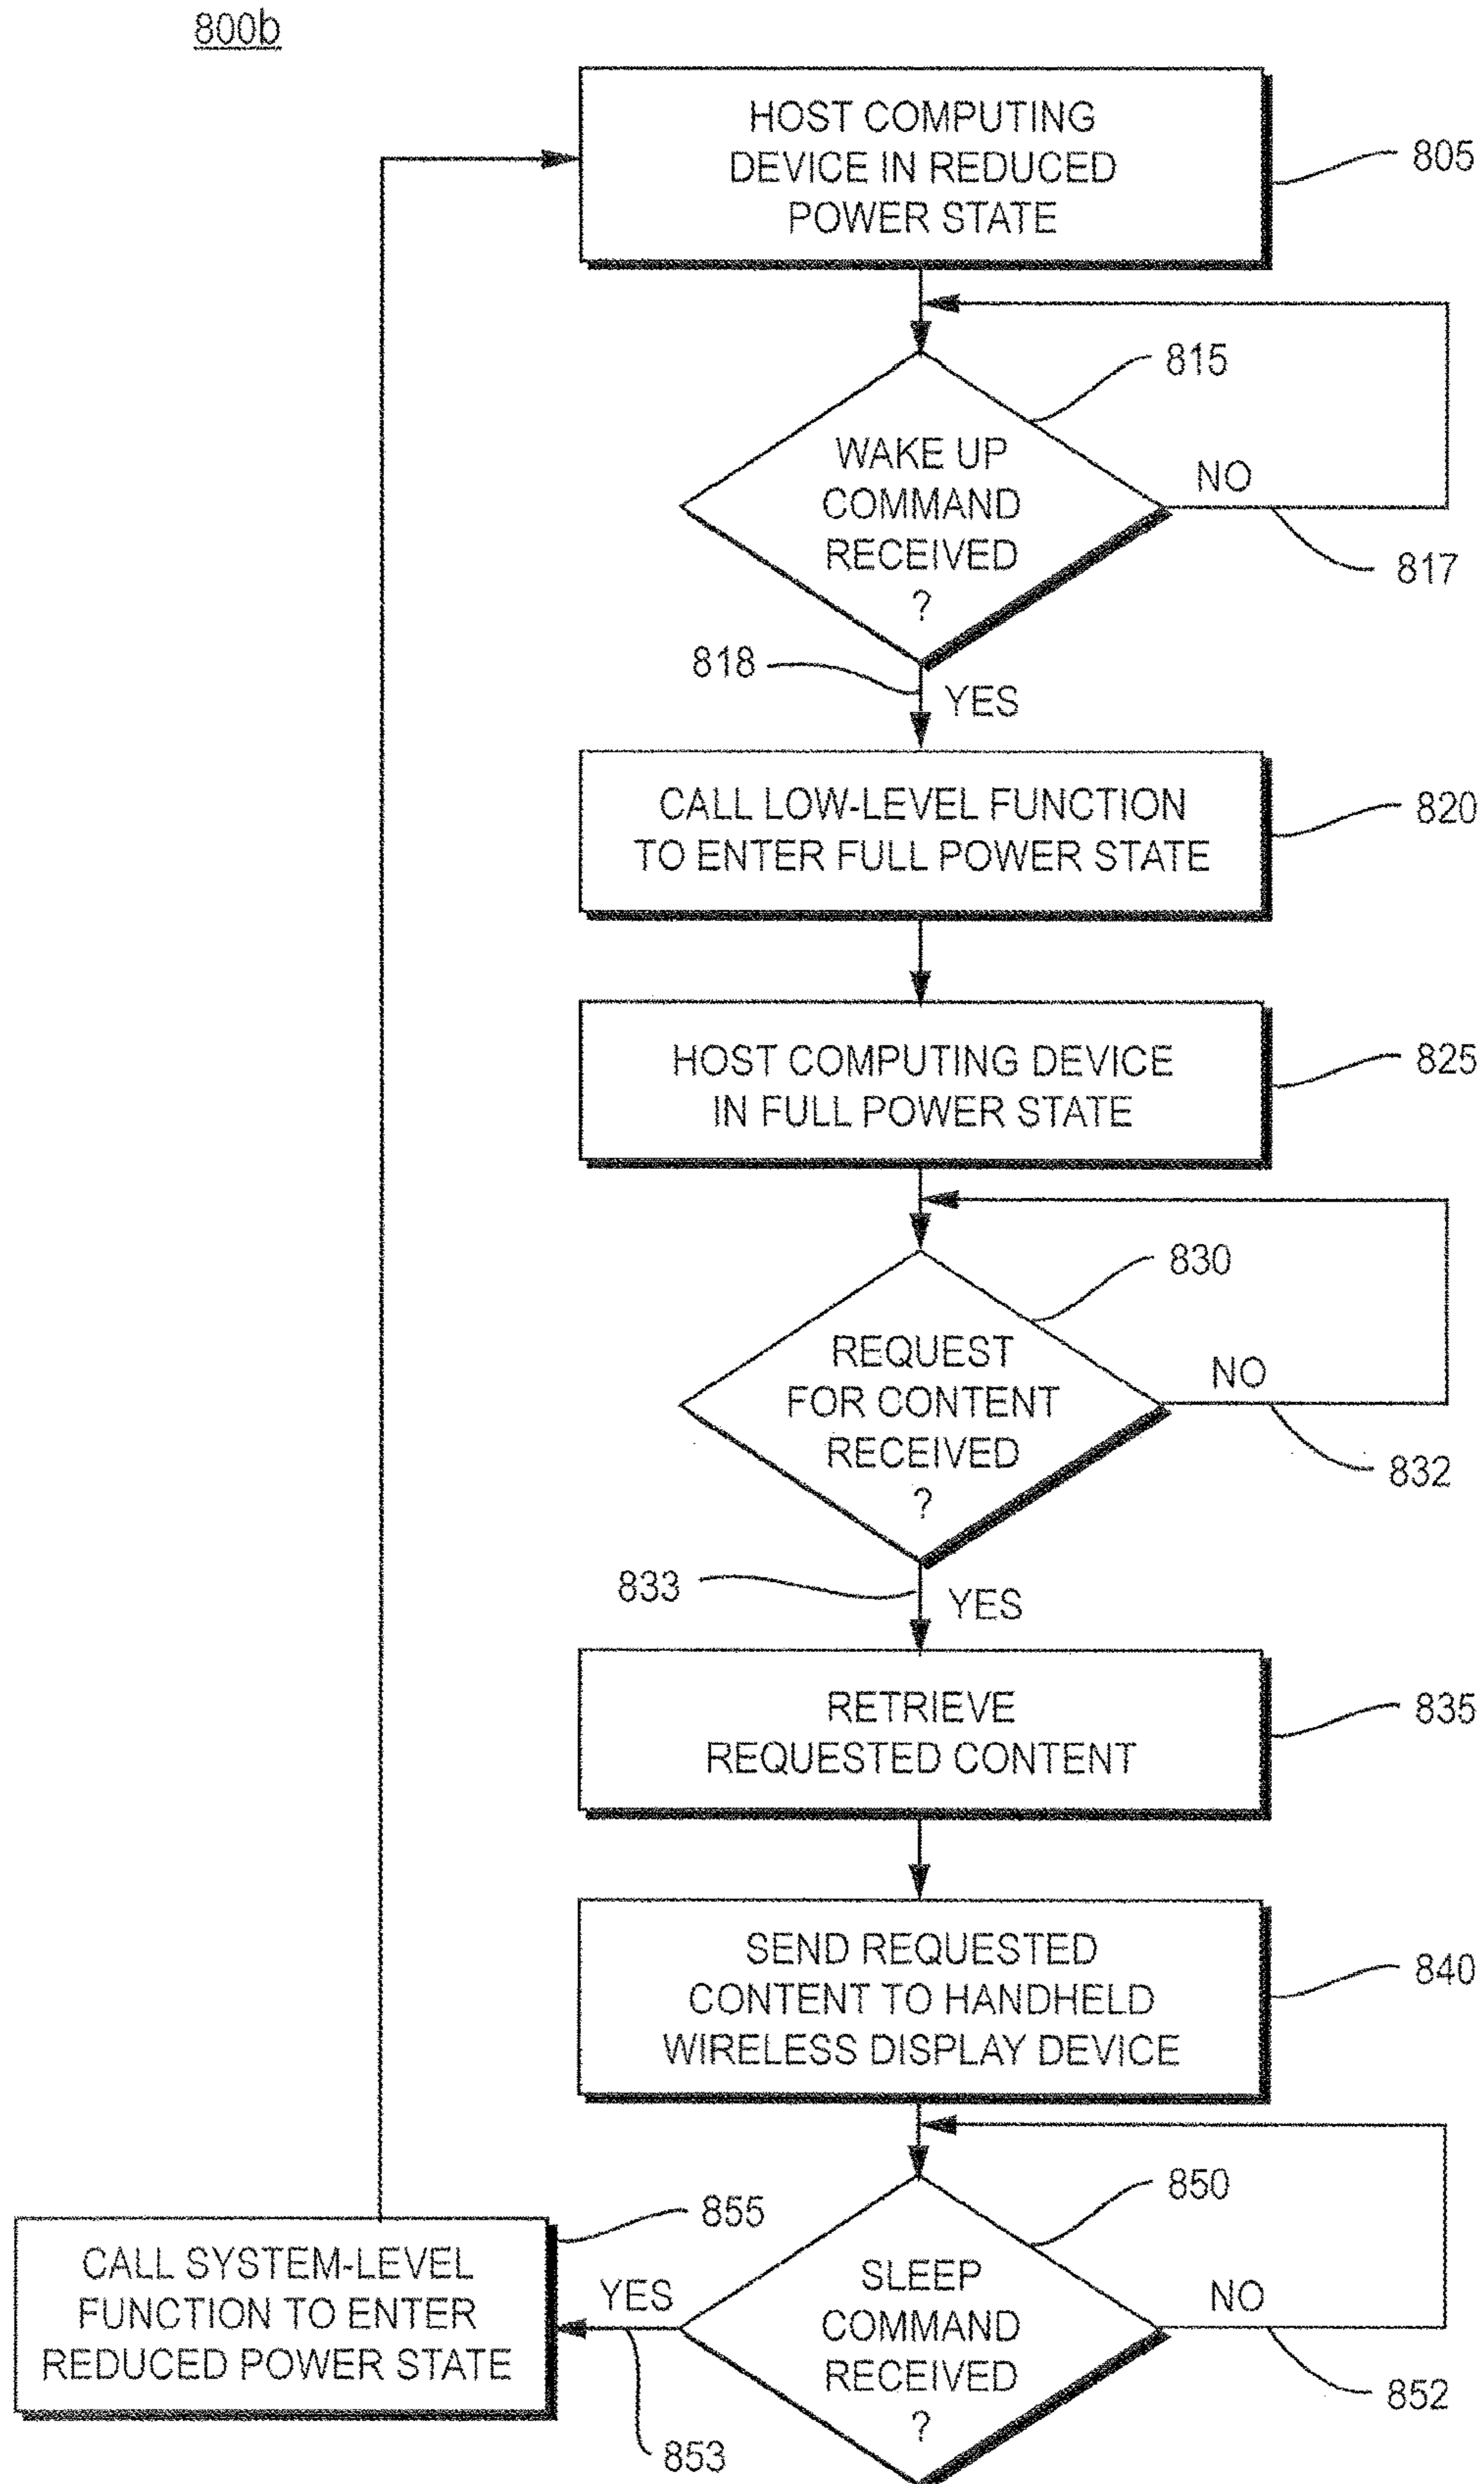 800b
HOST COMPUTING
DEVICE IN REDUCED
POWER STATE
805
815
WAKE UP
COMMAND
RECEIVED
?
NO
817
818
YES
CALL LOW-LEVEL FUNCTION
TO ENTER FULL POWER STATE
820
HOST COMPUTING DEVICE
IN FULL POWER STATE
825
830
REQUEST
FOR CONTENT
RECEIVED
?
NO
832
833
YES
RETRIEVE
REQUESTED CONTENT
835
SEND REQUESTED
CONTENT TO HANDHELD
WIRELESS DISPLAY DEVICE
840
850
SLEEP
COMMAND
RECEIVED
?
NO
852
YES
853
855
CALL SYSTEM-LEVEL
FUNCTION TO ENTER
REDUCED POWER STATE